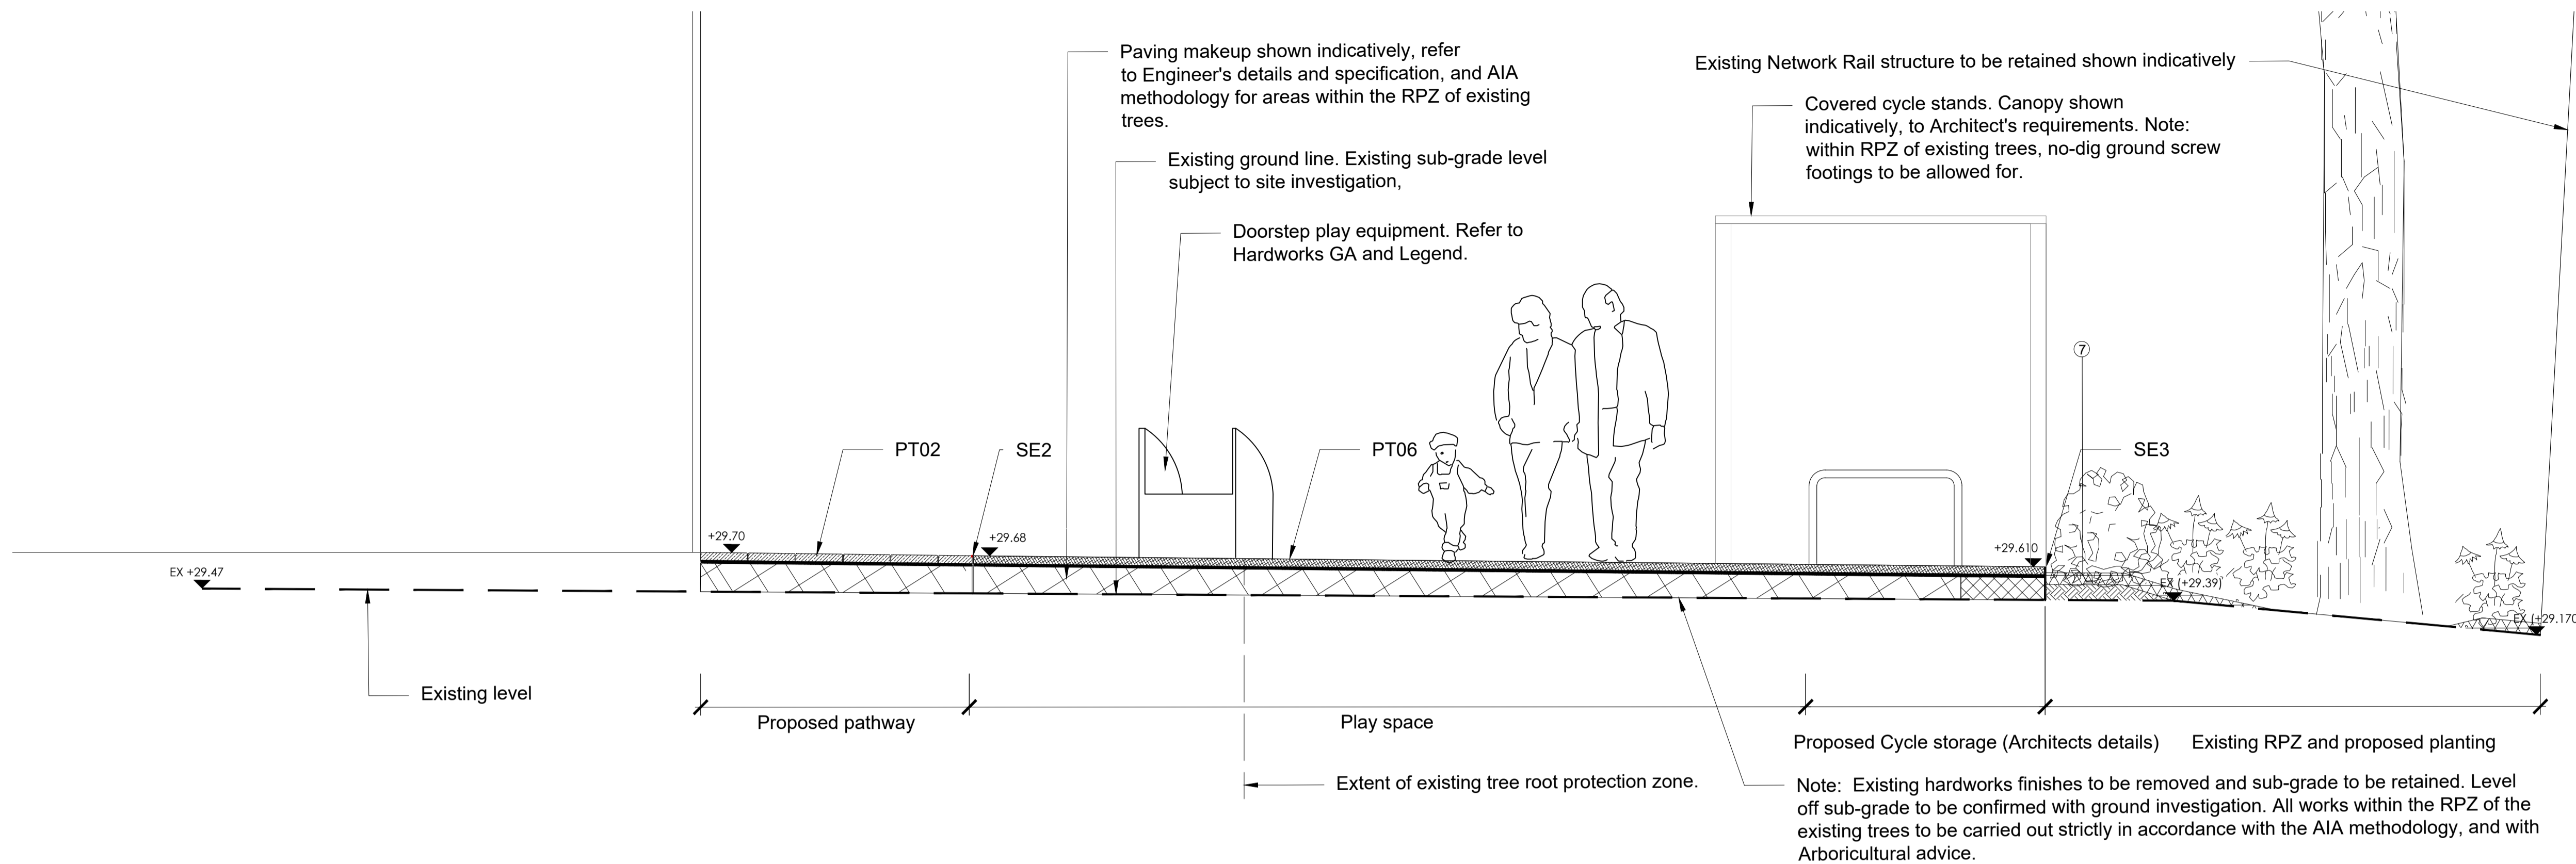 Paving makeup shown indicatively, refer
to Engineer's details and specification, and AIA
methodology for areas within the RPZ of existing
trees.
Existing Network Rail structure to be retained shown indicatively
Covered cycle stands. Canopy shown
indicatively, to Architect's requirements. Note:
within RPZ of existing trees, no-dig ground screw
footings to be allowed for.
Existing ground line. Existing sub-grade level
subject to site investigation,
Doorstep play equipment. Refer to
Hardworks GA and Legend.
7
PT02
SE2
PT06
SE3
+29.70
+29.68
+29.610
EX +29.47
EX (+29.39)
EX (+29.170
Existing level
Proposed pathway
Play space
Proposed Cycle storage (Architects details)
Existing RPZ and proposed planting
Extent of existing tree root protection zone.
Note: Existing hardworks finishes to be removed and sub-grade to be retained. Level
off sub-grade to be confirmed with ground investigation. All works within the RPZ of the
existing trees to be carried out strictly in accordance with the AIA methodology, and with
Arboricultural advice.